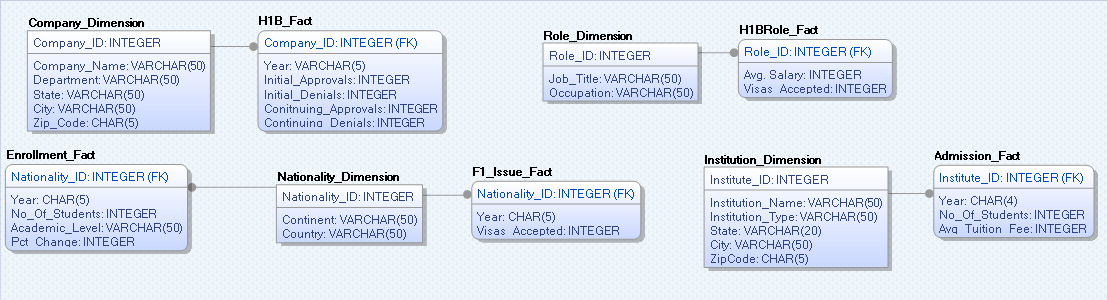 Company_Dimension
Company_ID: INTEGER
Company_Name: VARCHAR(50)
Department: VARCHAR(50)
State: VARCHAR(50)
City: VARCHAR(50)
Zip_Code: CHAR(5)
H1B_Fact
Company_ID: INTEGER (FK)
Year: VARCHAR(5)
Initial_Approvals: INTEGER
Initial_Denials: INTEGER
Conitnuing_Approvals: INTEGER
Continuing_Denials: INTEGER
Role_Dimension
Role_ID: INTEGER
Job_Title: VARCHAR(50)
Occupation: VARCHAR(50)
H1BRole_Fact
Role_ID: INTEGER (FK)
Avg. Salary: INTEGER
Visas_Accepted: INTEGER
Enrollment_Fact
Nationality_ID: INTEGER (FK)
Year: CHAR(5)
No_Of_Students: INTEGER
Academic_Level: VARCHAR(50)
Pct_Change: INTEGER
Nationality_Dimension
Nationality_ID: INTEGER
Continent: VARCHAR(50)
Country: VARCHAR(50)
F1_Issue_Fact
Nationality_ID: INTEGER (FK)
Year: CHAR(5)
Visas_Accepted: INTEGER
Institution_Dimension
Institute_ID: INTEGER
Institution_Name: VARCHAR(50)
Institution_Type: VARCHAR(50)
State: VARCHAR(20)
City: VARCHAR(50)
ZipCode: CHAR(5)
Admission_Fact
Institute_ID: INTEGER (FK)
Year: CHAR(4)
No_Of_Students: INTEGER
Avg_Tuition_Fee: INTEGER